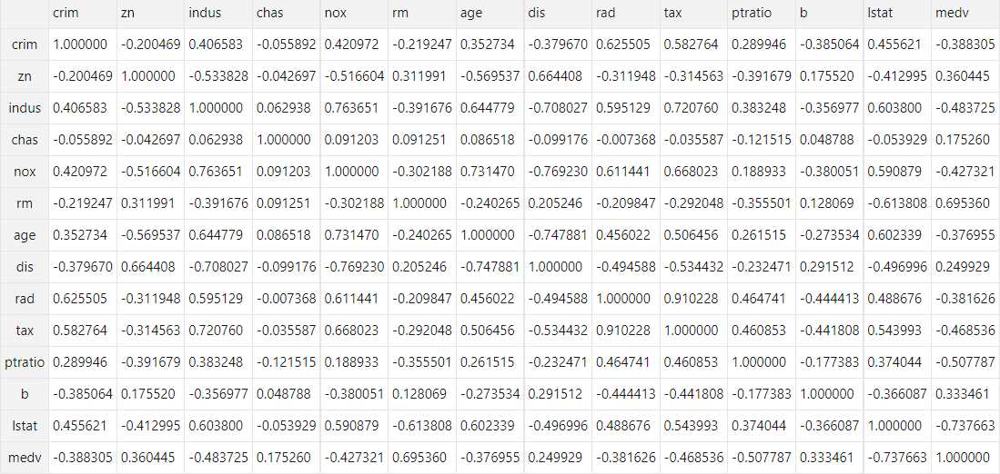 crim zn indus chas nox rm age dis rad tax ptratio b lstat medv
crim 1.000000 -0.200469 0.406583 -0.055892 0.420972 -0.219247 0.352734 -0.379670 0.625505 0.582764 0.289946 -0.385064 0.455621 -0.388305
zn -0.200469 1.000000 -0.533828 -0.042697 -0.516604 0.311991 -0.569537 0.664408 -0.311948 -0.314563 -0.391679 0.175520 -0.412995 0.360445
indus 0.406583 -0.533828 1.000000 0.062938 0.763651 -0.391676 0.644779 -0.708027 0.595129 0.720760 0.383248 -0.356977 0.603800 -0.483725
chas -0.055892 -0.042697 0.062938 1.000000 0.091203 0.091251 0.086518 -0.099176 -0.007368 -0.035587 -0.121515 0.048788 -0.053929 0.175260
nox 0.420972 -0.516604 0.763651 0.091203 1.000000 -0.302188 0.731470 -0.769230 0.611441 0.668023 0.188933 -0.380051 0.590879 -0.427321
rm -0.219247 0.311991 -0.391676 0.091251 -0.302188 1.000000 -0.240265 0.205246 -0.209847 -0.292048 -0.355501 0.128069 -0.613808 0.695360
age 0.352734 -0.569537 0.644779 0.086518 0.731470 -0.240265 1.000000 -0.747881 0.456022 0.506456 0.261515 -0.273534 0.602339 -0.376955
dis -0.379670 0.664408 -0.708027 -0.099176 -0.769230 0.205246 -0.747881 1.000000 -0.494588 -0.534432 -0.232471 0.291512 -0.496996 0.249929
rad 0.625505 -0.311948 0.595129 -0.007368 0.611441 -0.209847 0.456022 -0.494588 1.000000 0.910228 0.464741 -0.444413 0.488676 -0.381626
tax 0.582764 -0.314563 0.720760 -0.035587 0.668023 -0.292048 0.506456 -0.534432 0.910228 1.000000 0.460853 -0.441808 0.543993 -0.468536
ptratio 0.289946 -0.391679 0.383248 -0.121515 0.188933 -0.355501 0.261515 -0.232471 0.464741 0.460853 1.000000 -0.177383 0.374044 -0.507787
b -0.385064 0.175520 -0.356977 0.048788 -0.380051 0.128069 -0.273534 0.291512 -0.444413 -0.441808 -0.177383 1.000000 -0.366087 0.333461
lstat 0.455621 -0.412995 0.603800 -0.053929 0.590879 -0.613808 0.602339 -0.496996 0.488676 0.543993 0.374044 -0.366087 1.000000 -0.737663
medv -0.388305 0.360445 -0.483725 0.175260 -0.427321 0.695360 -0.376955 0.249929 -0.381626 -0.468536 -0.507787 0.333461 -0.737663 1.000000